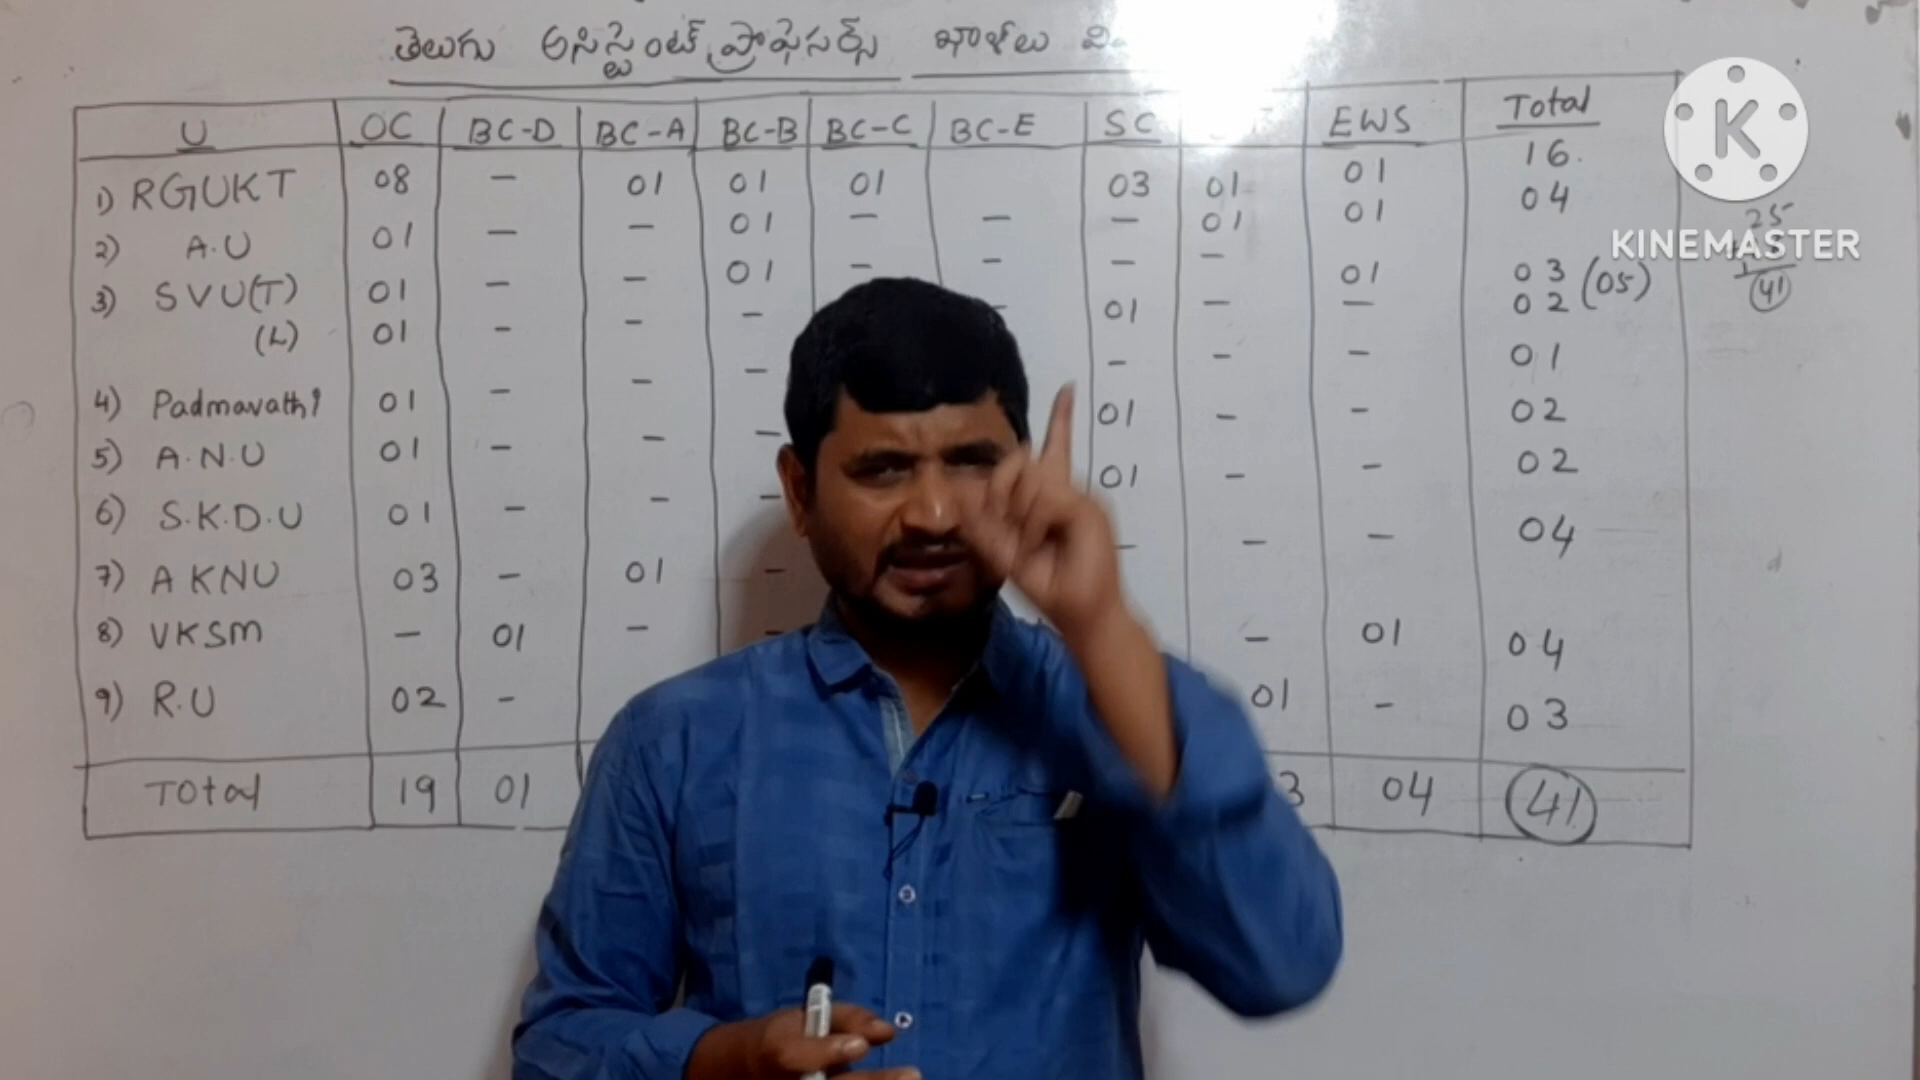 తెలుగు అసిస్టెంట్ ప్రొఫెసర్స్ ఖాళీలు
U OC BC-D BC-A BC-B BC-C BC-E SC EWS Total
1) RGUKT 08 - 01 01 01 03 01 01 16.
2) A.U 01 - - 01 - - - 01 01 04
3) SVU(T) 01 - - 01 - - - - 01 03 (05)
(L) 01 - - - - 01 - - 02
4) Padmavathi 01 - - - - - - 01
5) A.N.U 01 - - - 01 - - 02
6) S.K.D.U 01 - - - 01 - - 02
7) AKNU 03 - 01 - - - - 04
8) VKSM - 01 - - - 01 04
9) R.U 02 - 01 - 03
Total 19 01 3 04 41
25
41
K
KINEMASTER